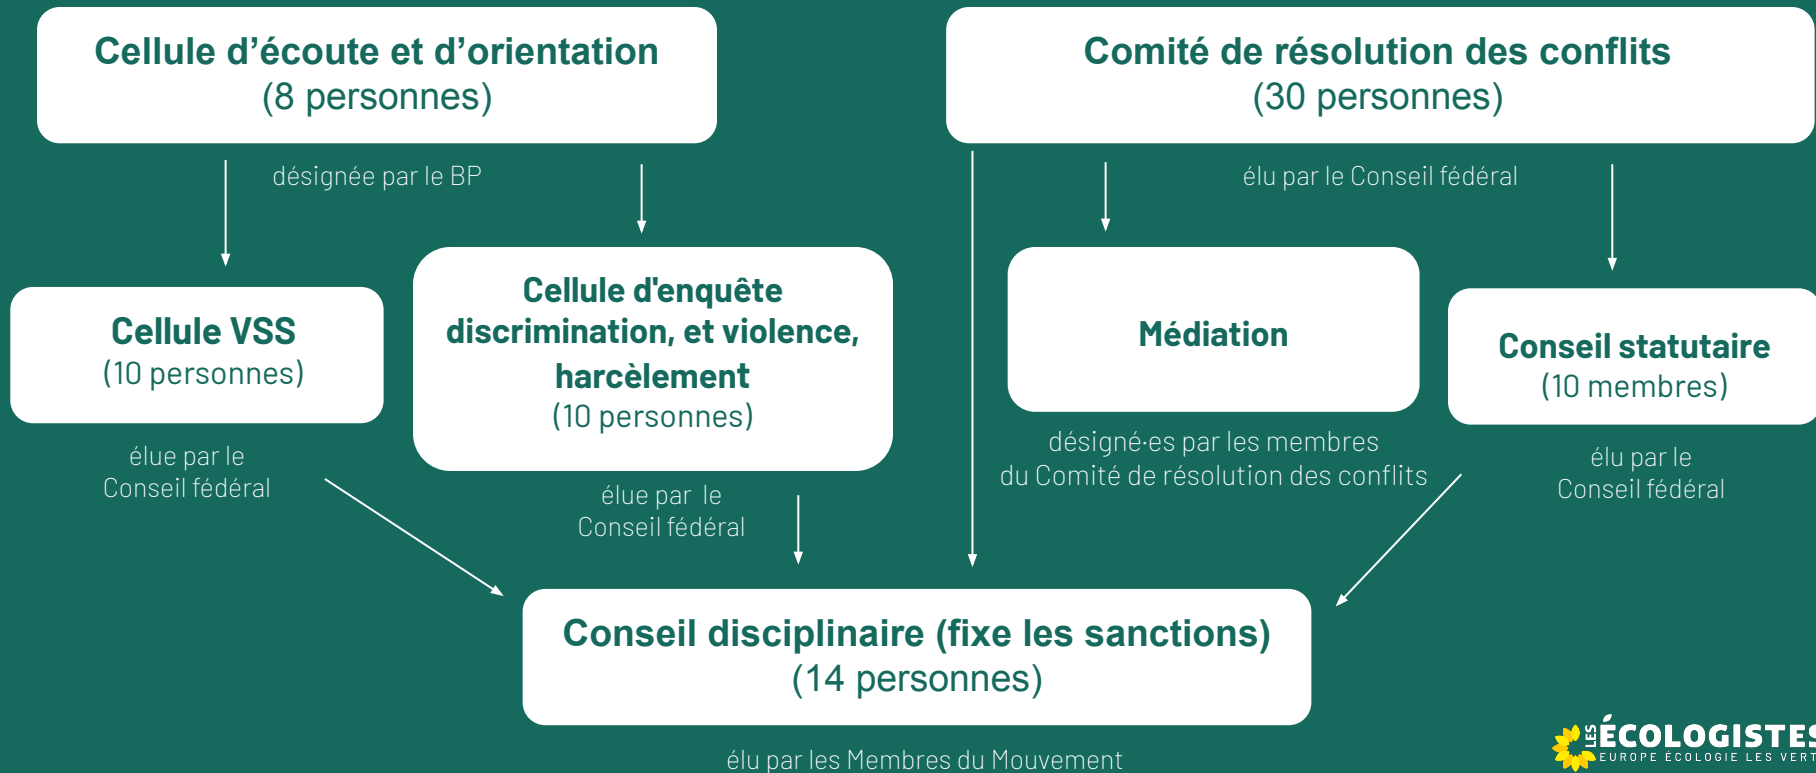 Cellule d’écoute et d’orientation
(8 personnes)
Comité de résolution des conflits
(30 personnes)
désignée par le BP
élu par le Conseil fédéral
Cellule VSS
(10 personnes)
Cellule d'enquête
discrimination, et violence,
harcèlement
(10 personnes)
Médiation
Conseil statutaire
(10 membres)
élue par le
Conseil fédéral
élue par le
Conseil fédéral
désigné·es par les membres
du Comité de résolution des conflits
élu par le
Conseil fédéral
Conseil disciplinaire (fixe les sanctions)
(14 personnes)
élu par les Membres du Mouvement
LES ÉCOLOGISTES
EUROPE ÉCOLOGIE LES VERT